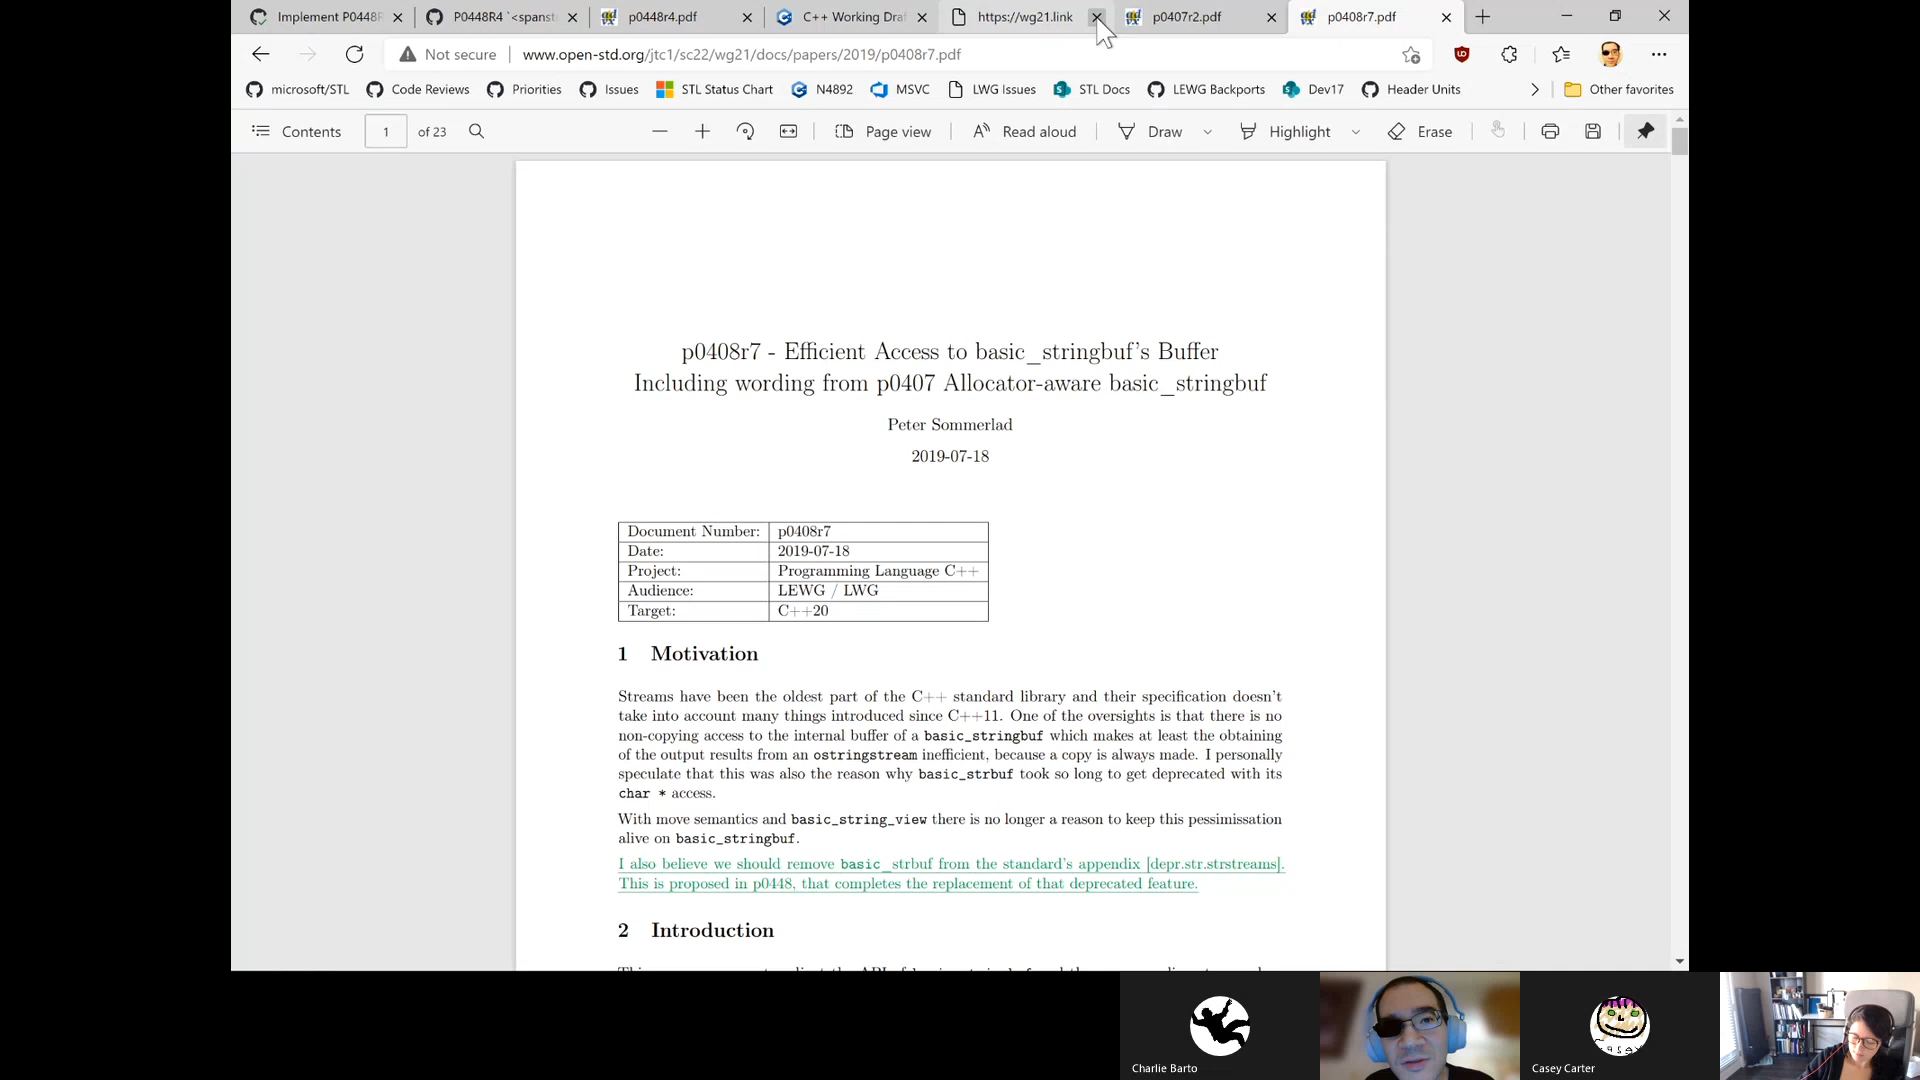 Implement P0448R
P0448R4 `<spanst
p0448r4.pdf
C++ Working Draf
https://wg21.link
p0407r2.pdf
p0408r7.pdf
Not secure
www.open-std.org/jtc1/sc22/wg21/docs/papers/2019/p0408r7.pdf
microsoft/STL
Code Reviews
Priorities
Issues
STL Status Chart
N4892
MSVC
LWG Issues
STL Docs
LEWG Backports
Dev17
Header Units
Other favorites
Contents
1
of 23
Page view
Read aloud
Draw
Highlight
Erase
p0408r7 - Efficient Access to basic_stringbuf's Buffer
Including wording from p0407 Allocator-aware basic_stringbuf
Peter Sommerlad
2019-07-18
Document Number: p0408r7
Date: 2019-07-18
Project: Programming Language C++
Audience: LEWG / LWG
Target: C++20
1 Motivation
Streams have been the oldest part of the C++ standard library and their specification doesn't
take into account many things introduced since C++11. One of the oversights is that there is no
non-copying access to the internal buffer of a basic_stringbuf which makes at least the obtaining
of the output results from an ostringstream inefficient, because a copy is always made. I personally
speculate that this was also the reason why basic_strbuf took so long to get deprecated with its
char * access.
With move semantics and basic_string_view there is no longer a reason to keep this pessimissation
alive on basic_stringbuf.
I also believe we should remove basic_strbuf from the standard's appendix [depr.str.strstreams].
This is proposed in p0448, that completes the replacement of that deprecated feature.
2 Introduction
Charlie Barto
Casey Carter